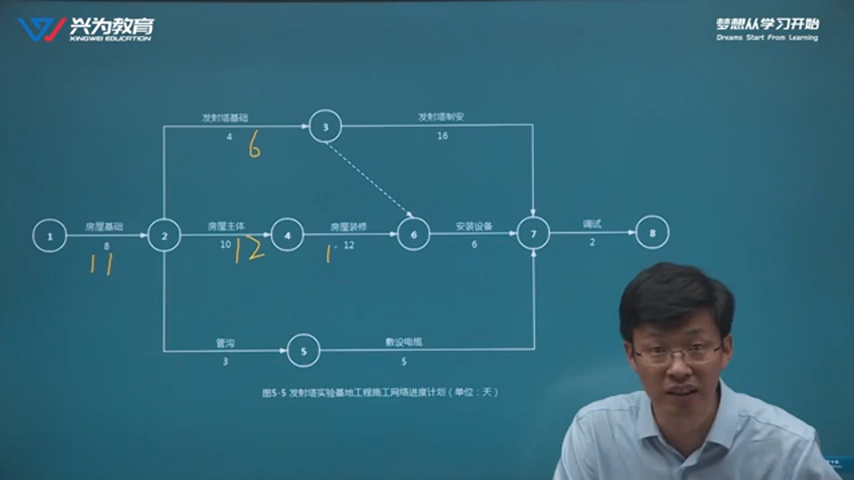 兴为教育
XINGWEI EDUCATION
梦想从学习开始
Dreams Start From Learning
发射塔基础
4
6
3
发射塔制安
16
1
房屋基础
8
11
2
房屋主体
10
12
4
房屋装修
12
1
6
安装设备
6
7
调试
2
8
管沟
3
5
敷设电缆
5
图5-5 发射塔实验基地工程施工网络进度计划（单位：天）